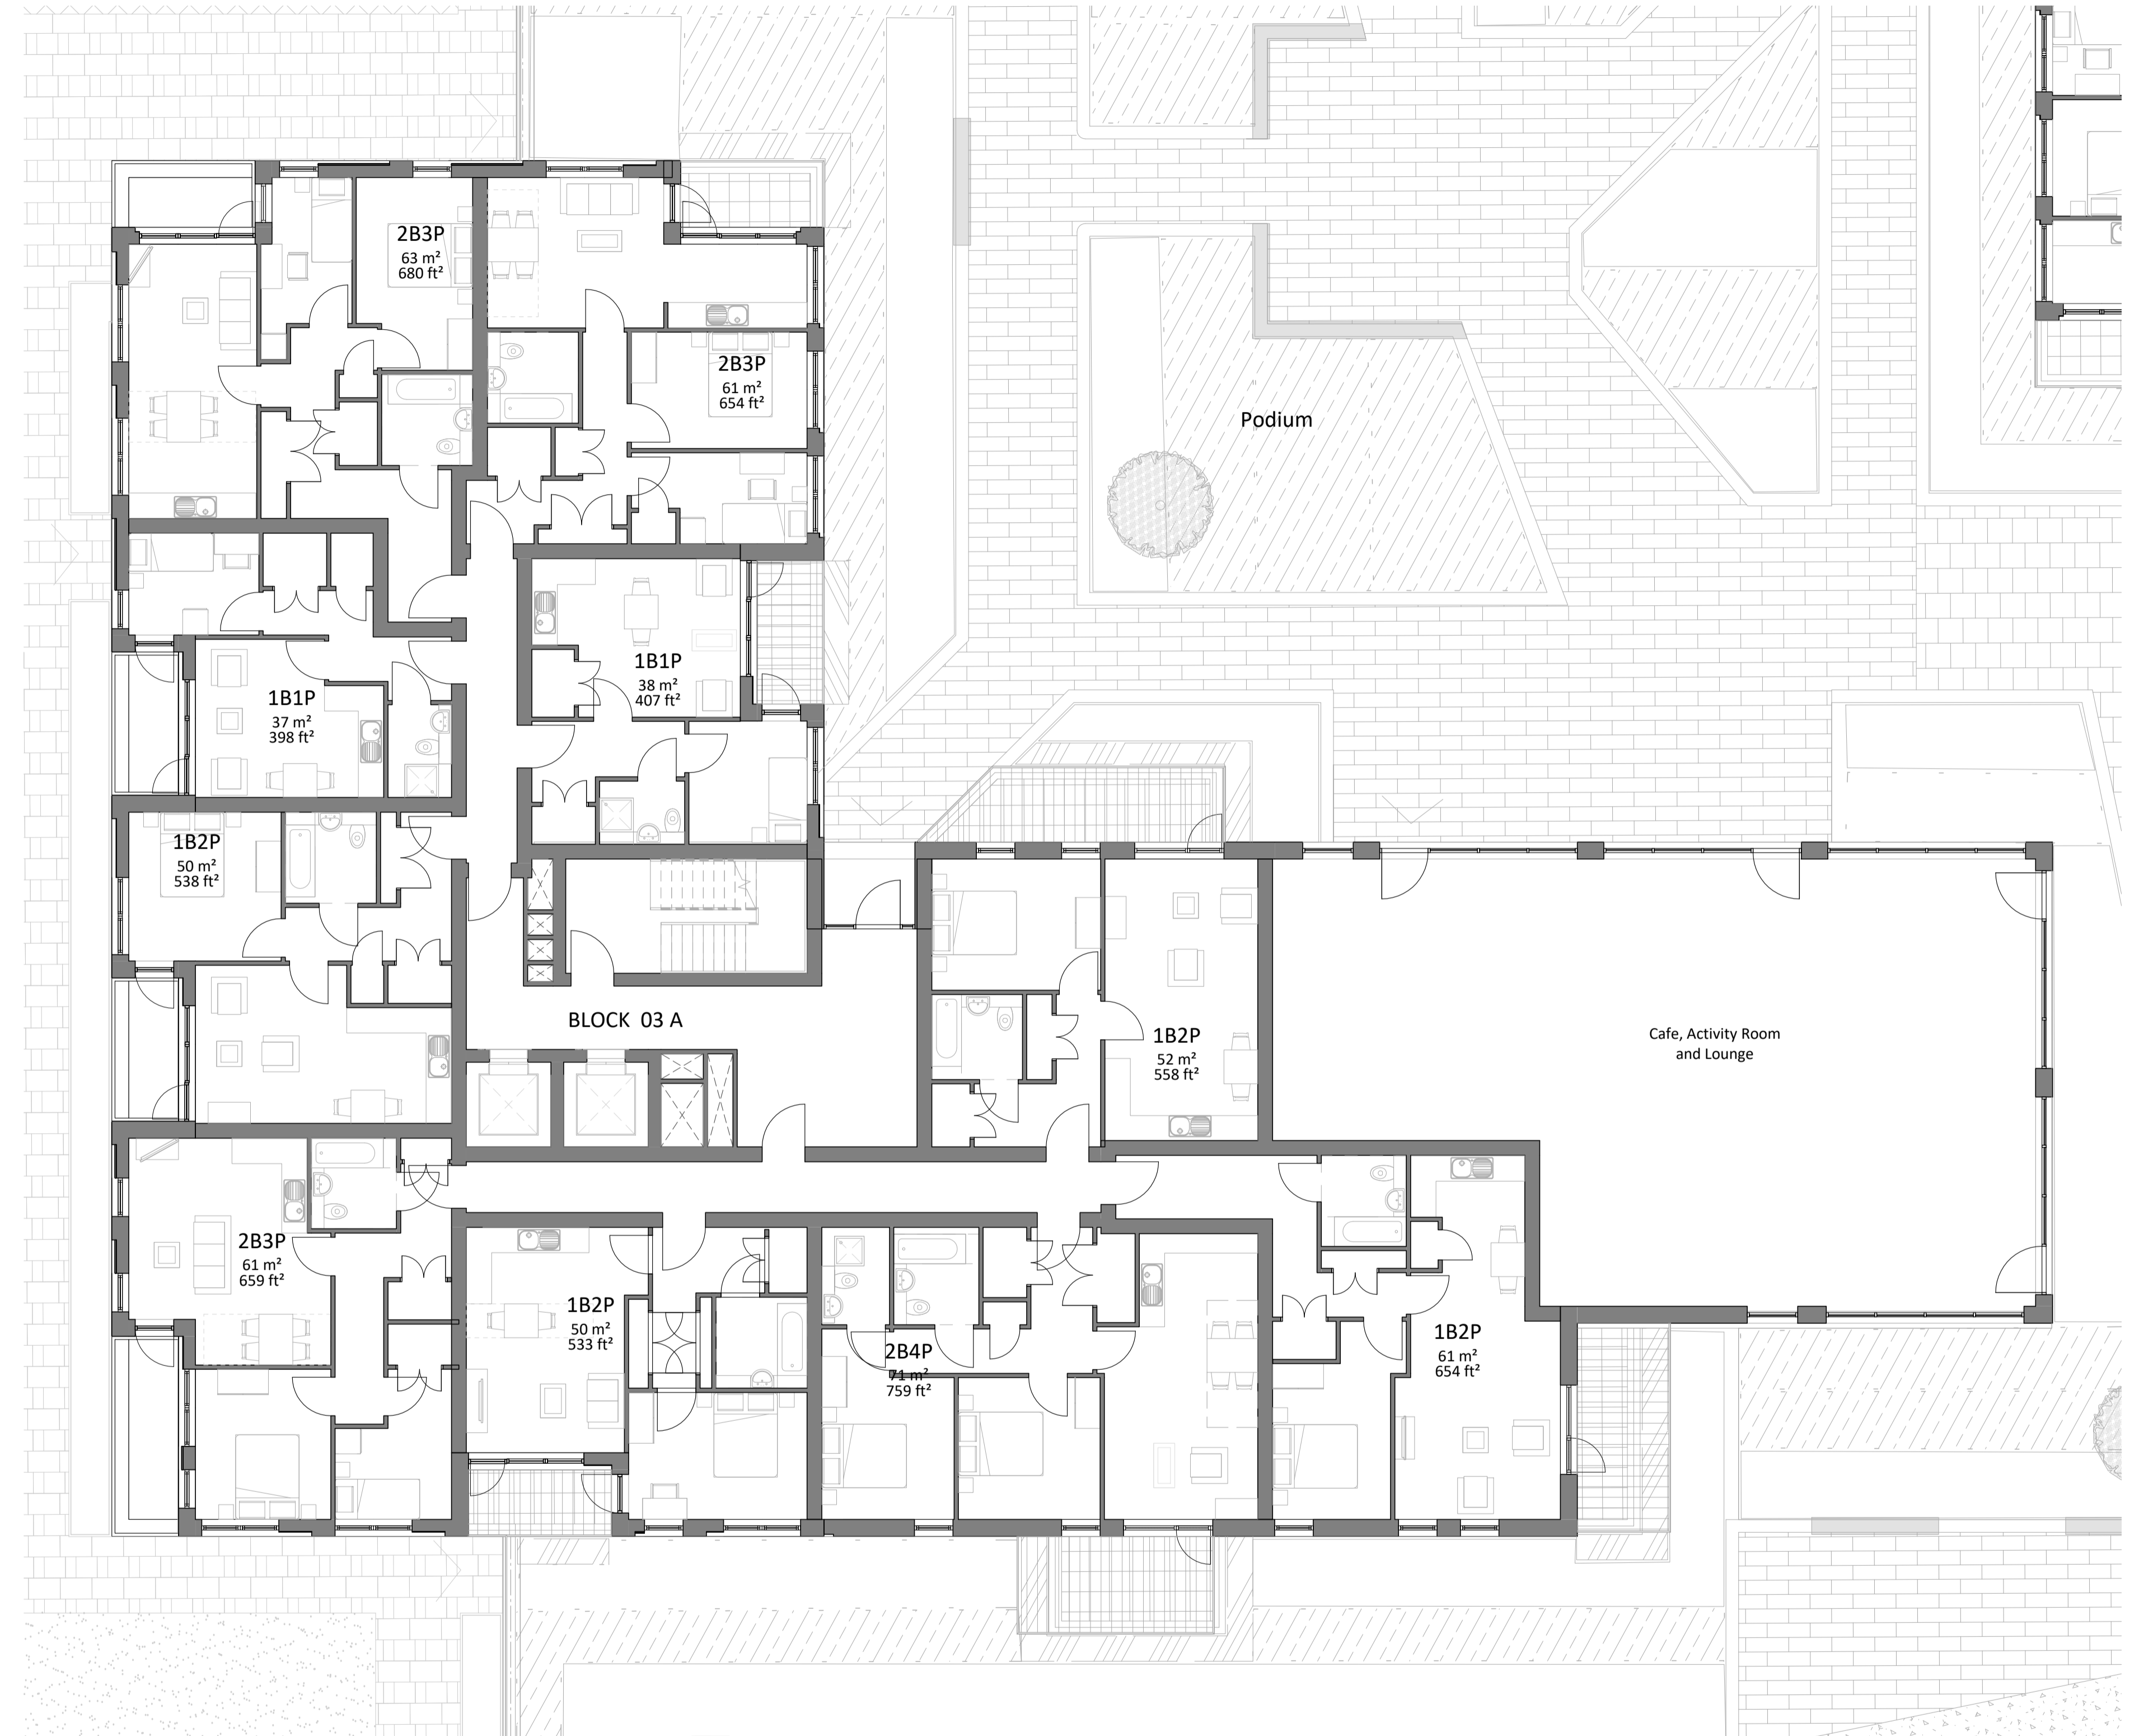 2B3P
63 m²
680 ft²
2B3P
61 m²
654 ft²
Podium
1B1P
38 m²
407 ft²
1B1P
37 m²
398 ft²
1B2P
50 m²
538 ft²
BLOCK 03 A
1B2P
52 m²
558 ft²
Cafe, Activity Room
and Lounge
2B3P
61 m²
659 ft²
1B2P
50 m²
533 ft²
2B4P
71 m²
759 ft²
1B2P
61 m²
654 ft²